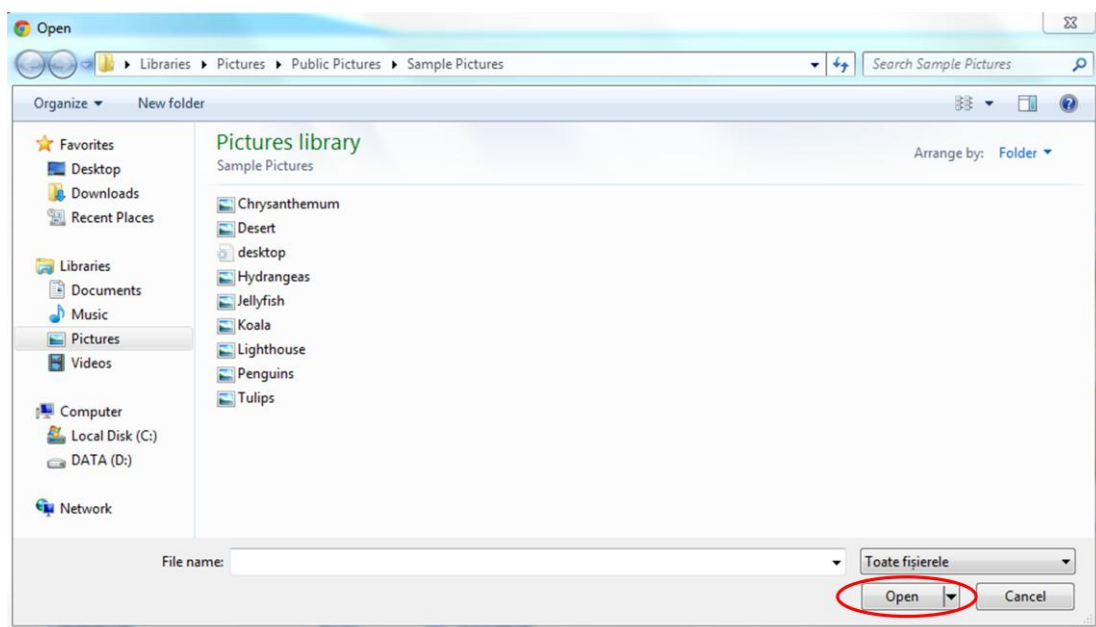 Open
Libraries ▸ Pictures ▸ Public Pictures ▸ Sample Pictures
Search Sample Pictures
Organize
New folder
Favorites
Desktop
Downloads
Recent Places
Libraries
Documents
Music
Pictures
Videos
Computer
Local Disk (C:)
DATA (D:)
Network
Pictures library
Sample Pictures
Arrange by: Folder
Chrysanthemum
Desert
desktop
Hydrangeas
Jellyfish
Koala
Lighthouse
Penguins
Tulips
File name:
Toate fișierele
Open
Cancel